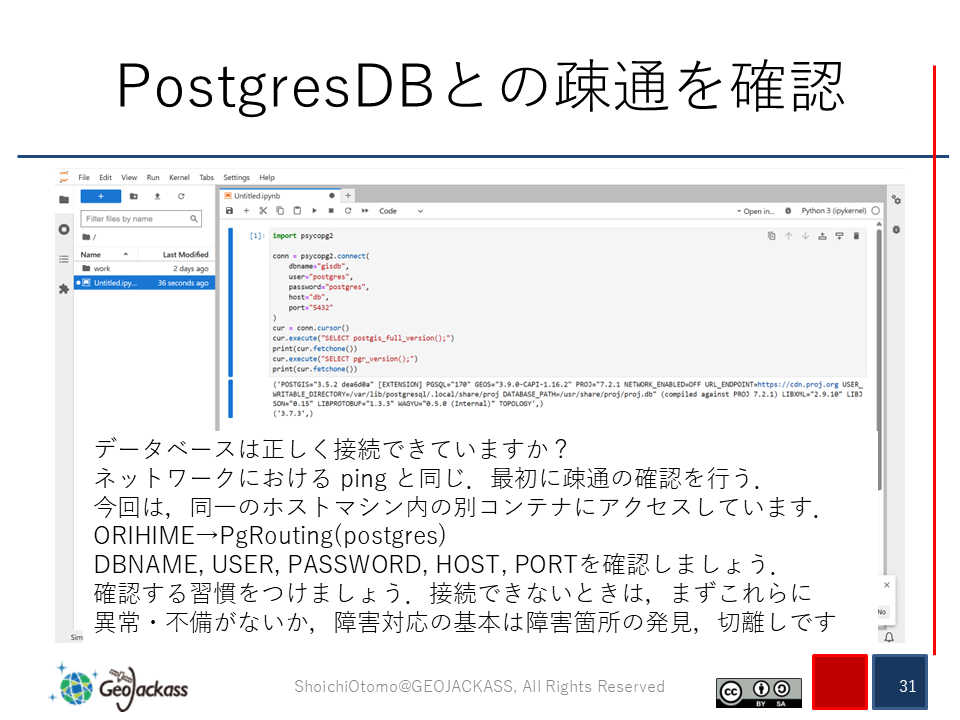 PostgresDBとの疎通を確認
File Edit View Run Kernel Tabs Settings Help
Untitled.ipynb
Filter files by name
Code
Open in...
Python 3 (ipykernel)
/
Name
Last Modified
work
2 days ago
Untitled.ipy...
36 seconds ago
[1]:
import psycopg2
conn = psycopg2.connect(
dbname="gisdb",
user="postgres",
password="postgres",
host="db",
port="5432"
)
cur = conn.cursor()
cur.execute("SELECT postgis_full_version();")
print(cur.fetchone())
cur.execute("SELECT pgr_version();")
print(cur.fetchone())
('POSTGIS="3.5.2 dea6d0a" [EXTENSION] PGSQL="170" GEOS="3.9.0-CAPI-1.16.2" PROJ="7.2.1 NETWORK_ENABLED=OFF URL_ENDPOINT=https://cdn.proj.org USER_
WRITABLE_DIRECTORY=/var/lib/postgresql/.local/share/proj DATABASE_PATH=/usr/share/proj/proj.db" (compiled against PROJ 7.2.1) LIBXML="2.9.10" LIBJ
SON="0.15" LIBPROTOBUF="1.3.3" WAGYU="0.5.0 (Internal)" TOPOLOGY',)
('3.7.3',)
データベースは正しく接続できていますか？
ネットワークにおける ping と同じ．最初に疎通の確認を行う．
今回は，同一のホストマシン内の別コンテナにアクセスしています．
ORIHIME→PgRouting(postgres)
DBNAME, USER, PASSWORD, HOST, PORTを確認しましょう．
確認する習慣をつけましょう．接続できないときは，まずこれらに
異常・不備がないか，障害対応の基本は障害箇所の発見，切離しです
No
Sim
GeoJackass
ShoichiOtomo@GEOJACKASS, All Rights Reserved
cc
BY SA
31